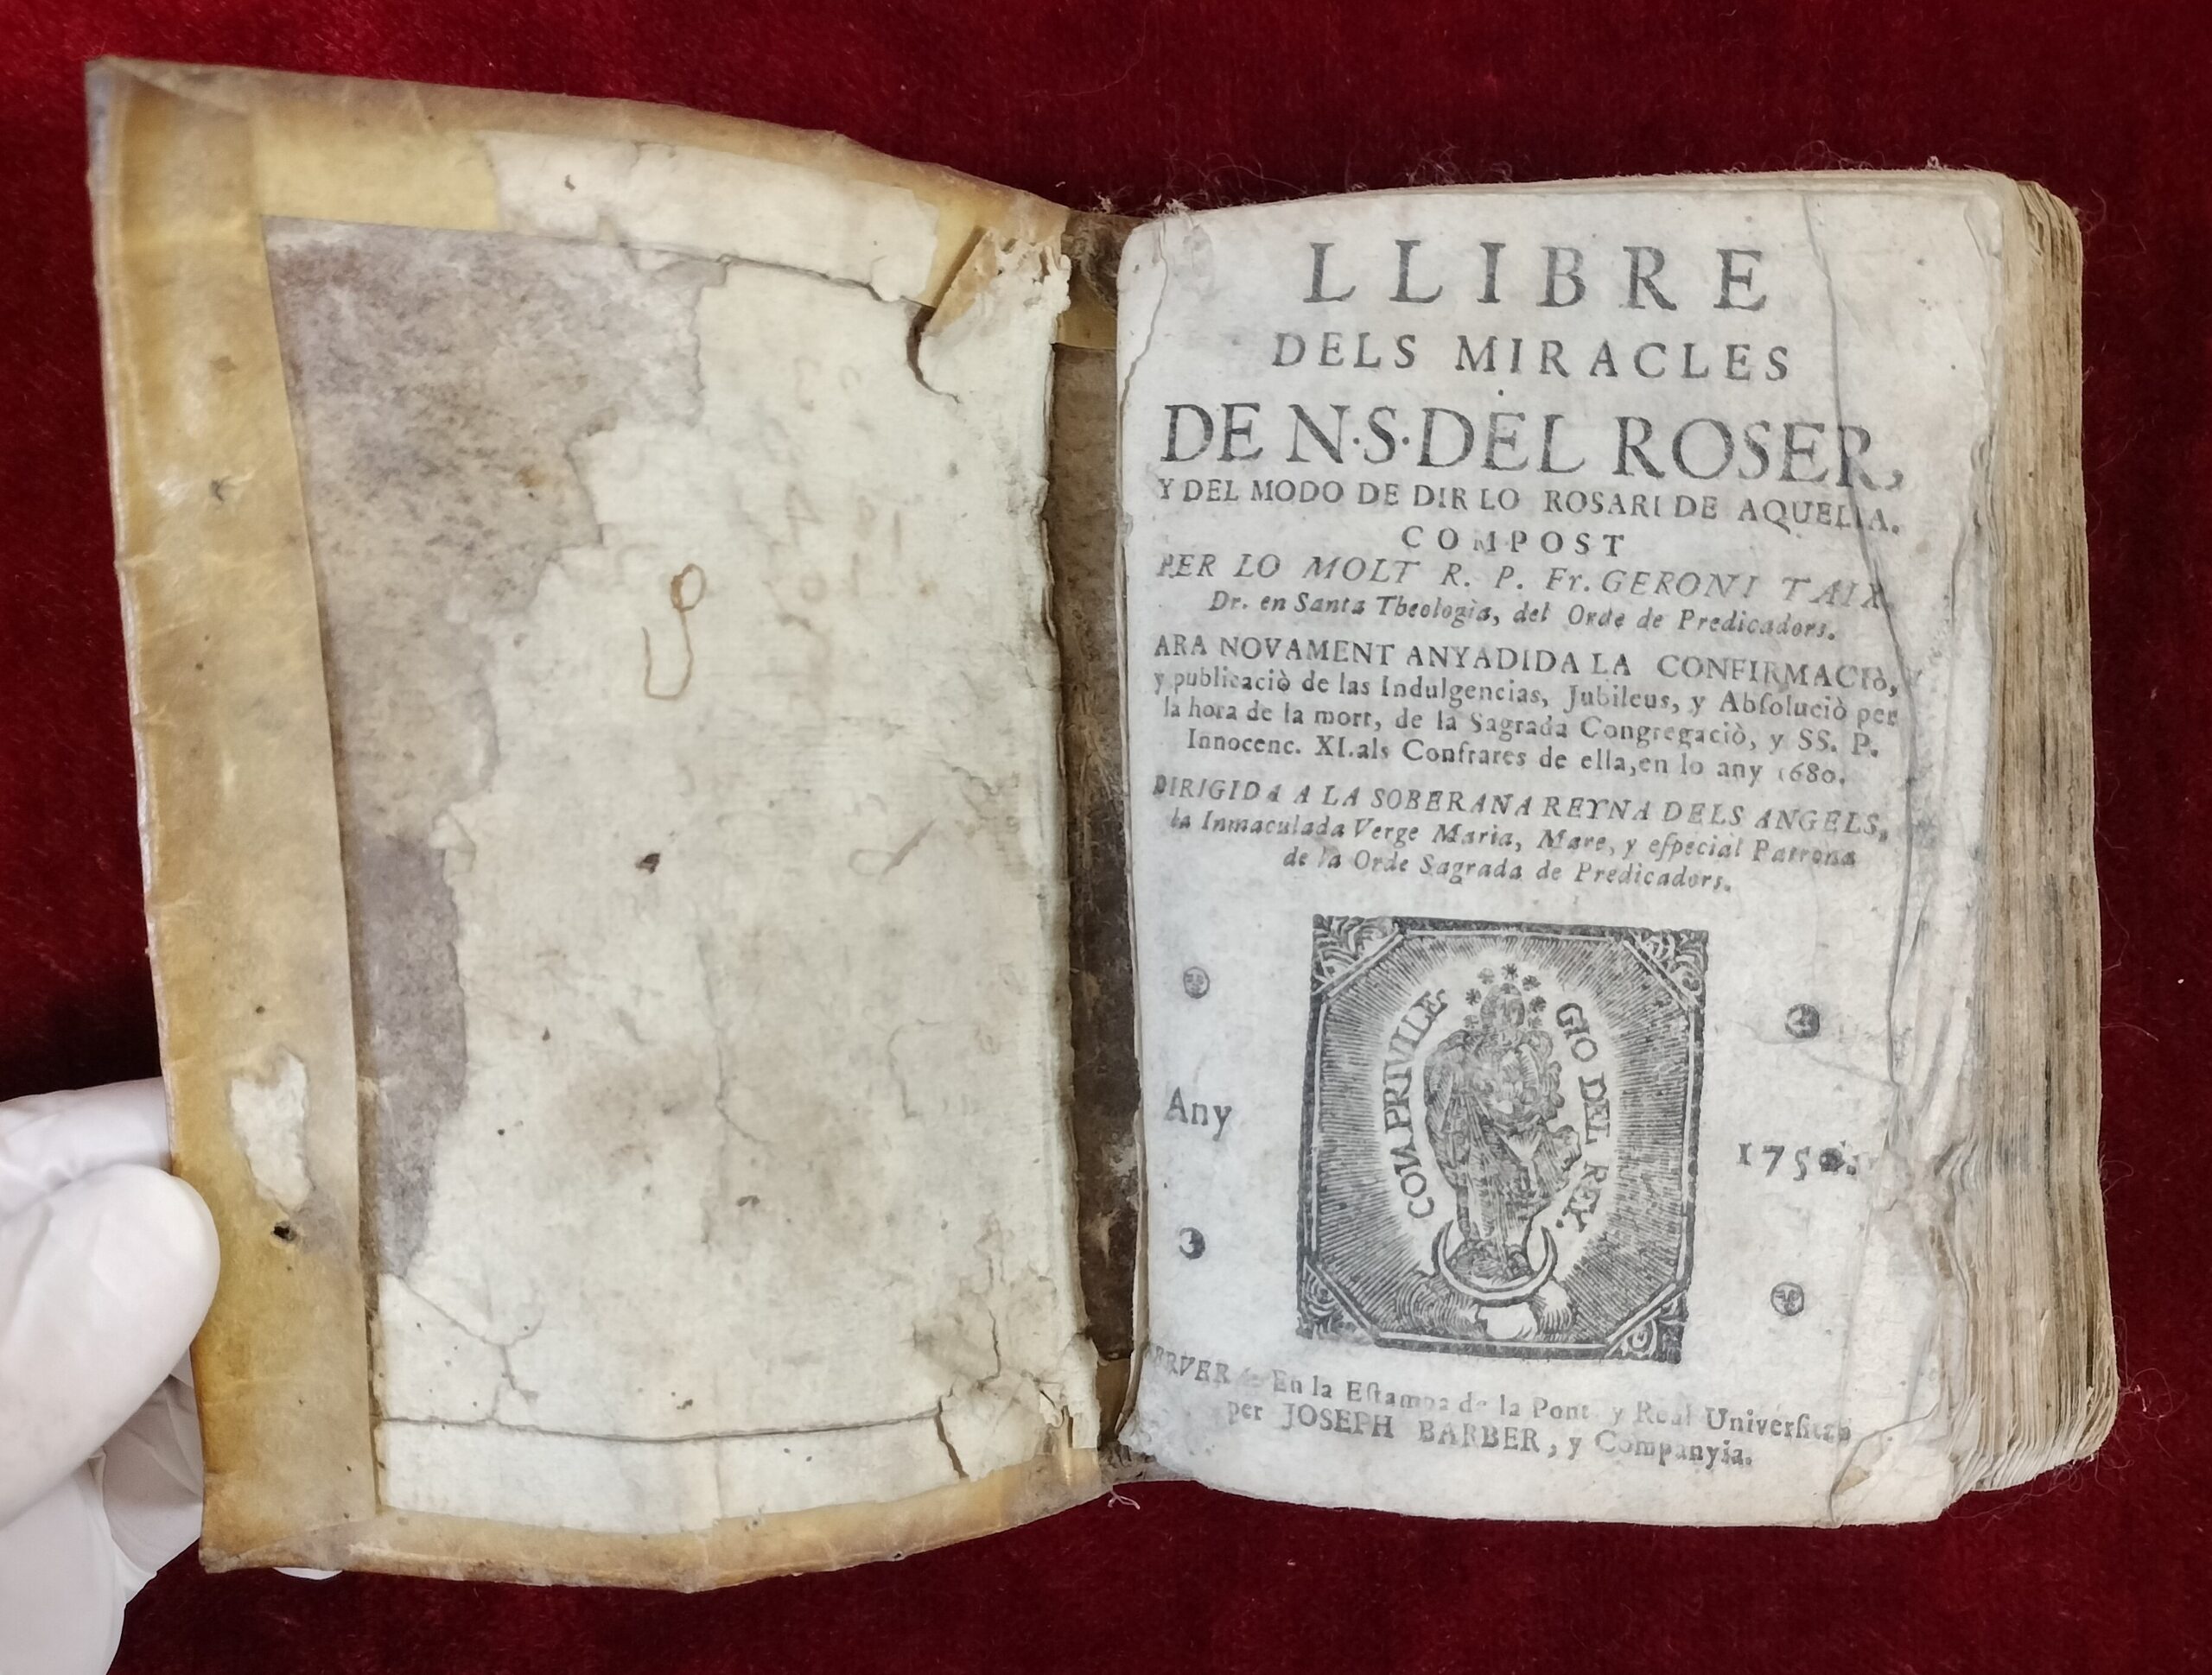 LLIBRE
DELS MIRACLES
DE N·S·DEL ROSER,
Y DEL MODO DE DIR LO ROSARI DE AQUELLA.
COMPOST
PER LO MOLT R. P. Fr. GERONI TAIX
Dr. en Santa Theologìa, del Orde de Predicadors.
ARA NOVAMENT ANYADIDA LA CONFIRMACIÒ,
y publicaciò de las Indulgencias, Jubileus, y Abſoluciò per
la hora de la mort, de la Sagrada Congregaciò, y SS. P.
Innocenc. XI. als Confrares de ella, en lo any 1680.
DIRIGIDA A LA SOBERANA REYNA DELS ANGELS,
la Inmaculada Verge Marìa, Mare, y eſpecial Patrona
de la Orde Sagrada de Predicadors.
CON PRIVILE
GIO DEL REY.
Any
En la Eſtampa de la Pont. y Real Univerſitat
per JOSEPH BARBER, y Companyia.